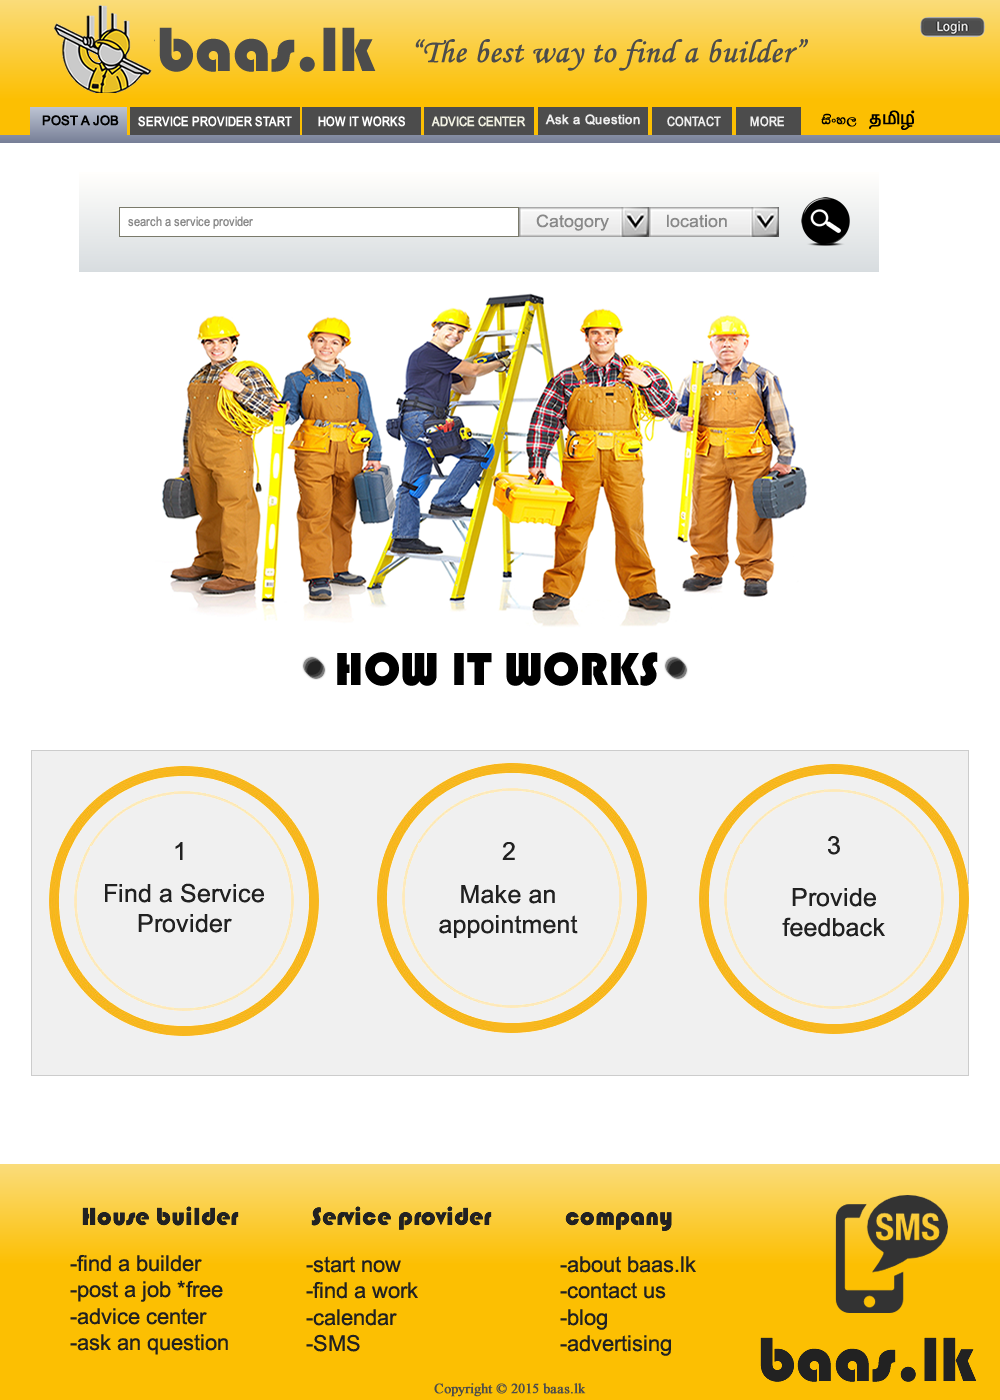 baas.lk
“The best way to find a builder”
Login
POST A JOB
SERVICE PROVIDER START
HOW IT WORKS
ADVICE CENTER
Ask a Question
CONTACT
MORE
සිංහල
தமிழ்
search a service provider
Catogory
location
HOW IT WORKS
1
Find a Service
Provider
2
Make an
appointment
3
Provide
feedback
House builder
-find a builder
-post a job *free
-advice center
-ask an question
Service provider
-start now
-find a work
-calendar
-SMS
company
-about baas.lk
-contact us
-blog
-advertising
SMS
baas.lk
Copyright © 2015 baas.lk